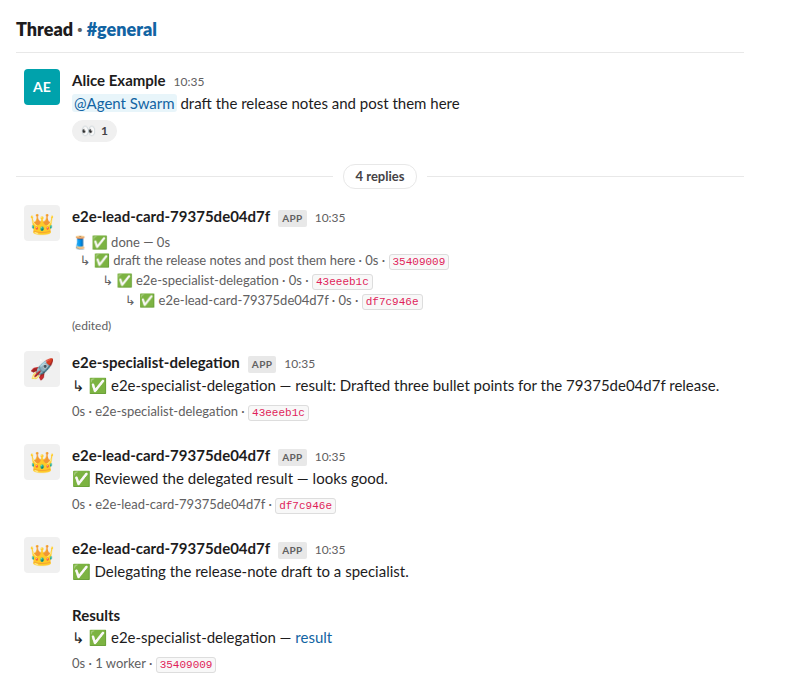 Thread • #general
AE
Alice Example 10:35
@Agent Swarm draft the release notes and post them here
👀 1
4 replies
e2e-lead-card-79375de04d7f APP 10:35
🧵 ✅ done — 0s
↳ ✅ draft the release notes and post them here · 0s · 35409009
↳ ✅ e2e-specialist-delegation · 0s · 43eeeb1c
↳ ✅ e2e-lead-card-79375de04d7f · 0s · df7c946e
(edited)
e2e-specialist-delegation APP 10:35
↳ ✅ e2e-specialist-delegation — result: Drafted three bullet points for the 79375de04d7f release.
0s · e2e-specialist-delegation · 43eeeb1c
e2e-lead-card-79375de04d7f APP 10:35
✅ Reviewed the delegated result — looks good.
0s · e2e-lead-card-79375de04d7f · df7c946e
e2e-lead-card-79375de04d7f APP 10:35
✅ Delegating the release-note draft to a specialist.
Results
↳ ✅ e2e-specialist-delegation — result
0s · 1 worker · 35409009